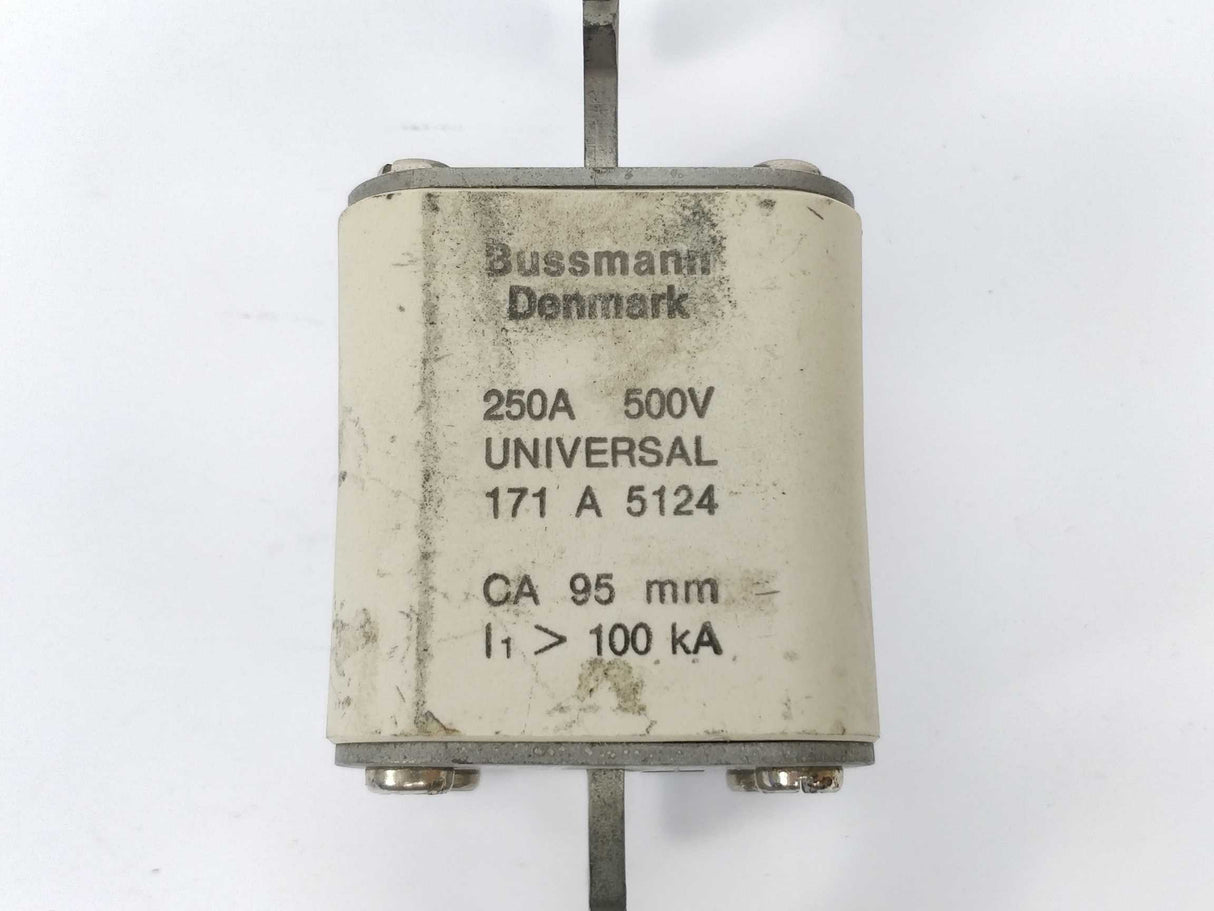 Bussmann
Denmark
250A 500V
UNIVERSAL
171 A 5124
CA 95 mm
I₁ > 100 kA